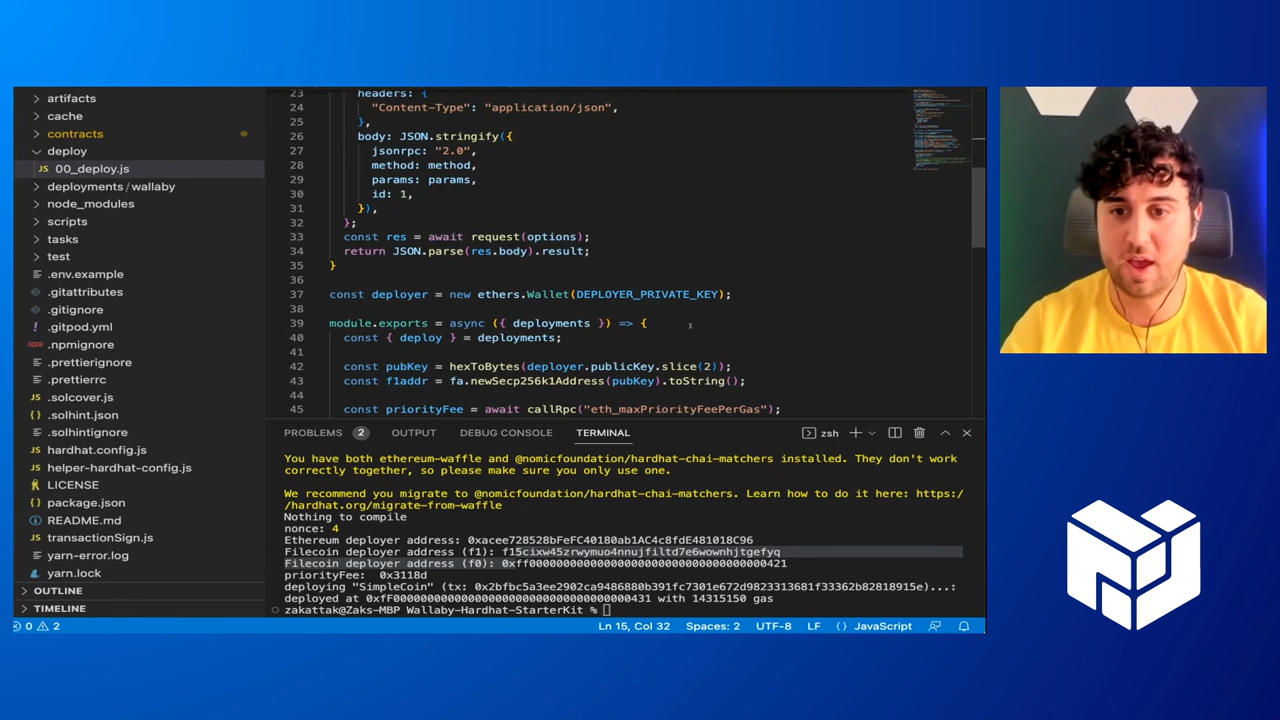 artifacts
cache
contracts
deploy
JS 00_deploy.js
deployments / wallaby
node_modules
scripts
tasks
test
.env.example
.gitattributes
.gitignore
.gitpod.yml
.npmignore
.prettierignore
.prettierrc
JS .solcover.js
{} .solhint.json
.solhintignore
JS hardhat.config.js
JS helper-hardhat-config.js
LICENSE
{} package.json
README.md
JS transactionSign.js
yarn-error.log
yarn.lock
OUTLINE
TIMELINE
23 headers: {
24 "Content-Type": "application/json",
25 },
26 body: JSON.stringify({
27 jsonrpc: "2.0",
28 method: method,
29 params: params,
30 id: 1,
31 }),
32 };
33 const res = await request(options);
34 return JSON.parse(res.body).result;
35 }
36
37 const deployer = new ethers.Wallet(DEPLOYER_PRIVATE_KEY);
38
39 module.exports = async ({ deployments }) => {
40 const { deploy } = deployments;
41
42 const pubKey = hexToBytes(deployer.publicKey.slice(2));
43 const f1addr = fa.newSecp256k1Address(pubKey).toString();
45 const priorityFee = await callRpc("eth_maxPriorityFeePerGas");
PROBLEMS 2 OUTPUT DEBUG CONSOLE TERMINAL zsh
You have both ethereum-waffle and @nomicfoundation/hardhat-chai-matchers installed. They don't work
correctly together, so please make sure you only use one.
We recommend you migrate to @nomicfoundation/hardhat-chai-matchers. Learn how to do it here: https:/
/hardhat.org/migrate-from-waffle
Nothing to compile
nonce: 4
Ethereum deployer address: 0xacee728528bFeFC40180ab1AC4c8fdE481018C96
Filecoin deployer address (f1): f15cixw45zrwymuo4nnujfiltd7e6wownhjtgefyq
Filecoin deployer address (f0): 0xff00000000000000000000000000000000000421
priorityFee: 0x3118d
deploying "SimpleCoin" (tx: 0x2bfbc5a3ee2902ca9486880b391fc7301e672d9823313681f33362b82818915e)...:
deployed at 0xfF00000000000000000000000000000000000431 with 14315150 gas
zakattak@Zaks-MBP Wallaby-Hardhat-StarterKit %
0 2 Ln 15, Col 32 Spaces: 2 UTF-8 LF {} JavaScript